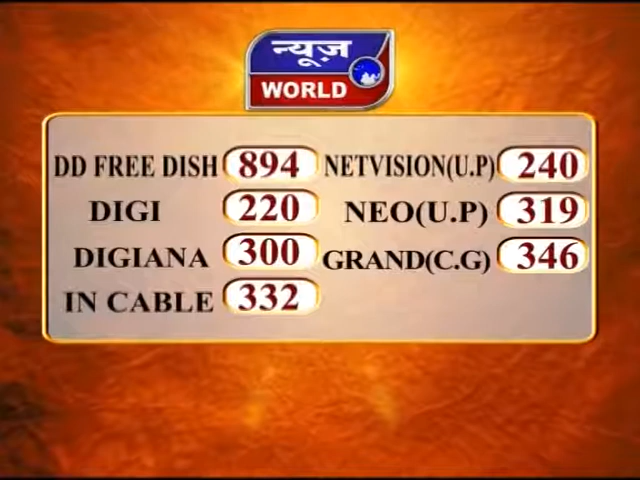 न्यूज़
WORLD
DD FREE DISH 894 NETVISION(U.P) 240
DIGI 220 NEO(U.P) 319
DIGIANA 300 GRAND(C.G) 346
IN CABLE 332